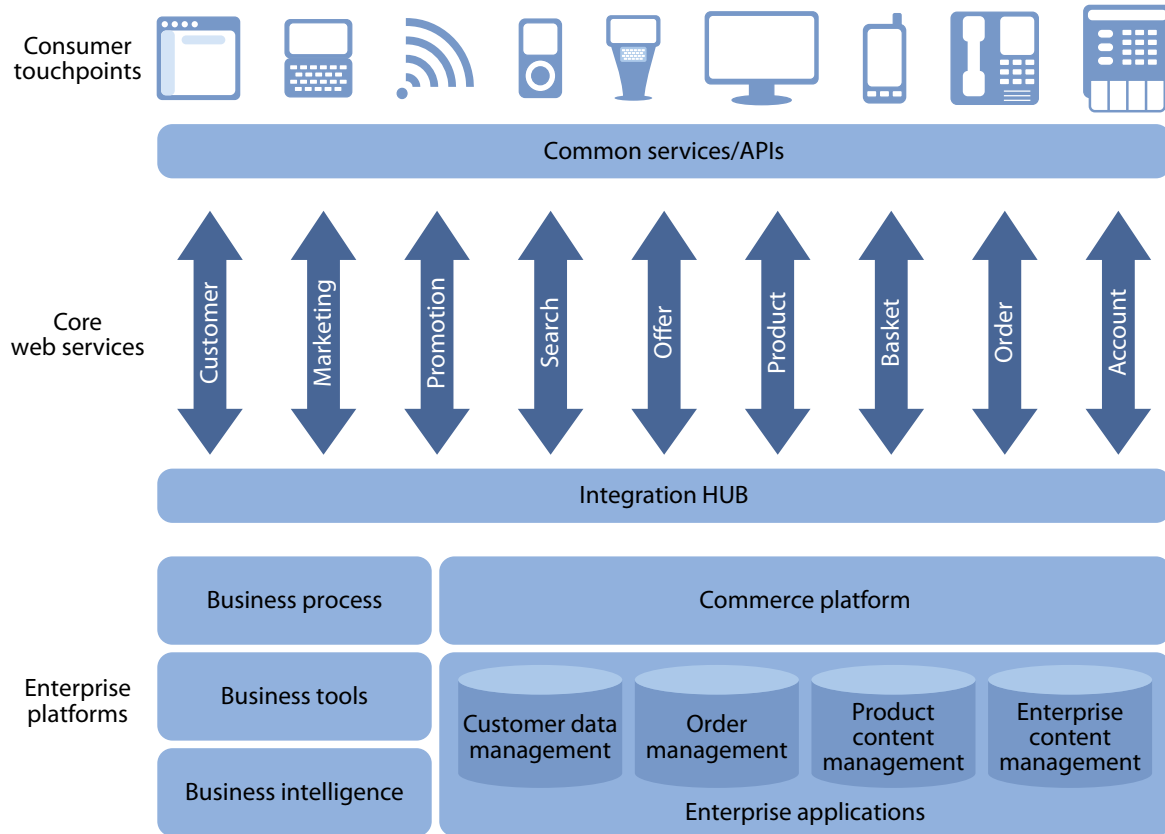 Consumer
touchpoints
Common services/APIs
Core
web services
Customer
Marketing
Promotion
Search
Offer
Product
Basket
Order
Account
Integration HUB
Enterprise
platforms
Business process
Commerce platform
Business tools
Business intelligence
Customer data
management
Order
management
Product
content
management
Enterprise
content
management
Enterprise applications